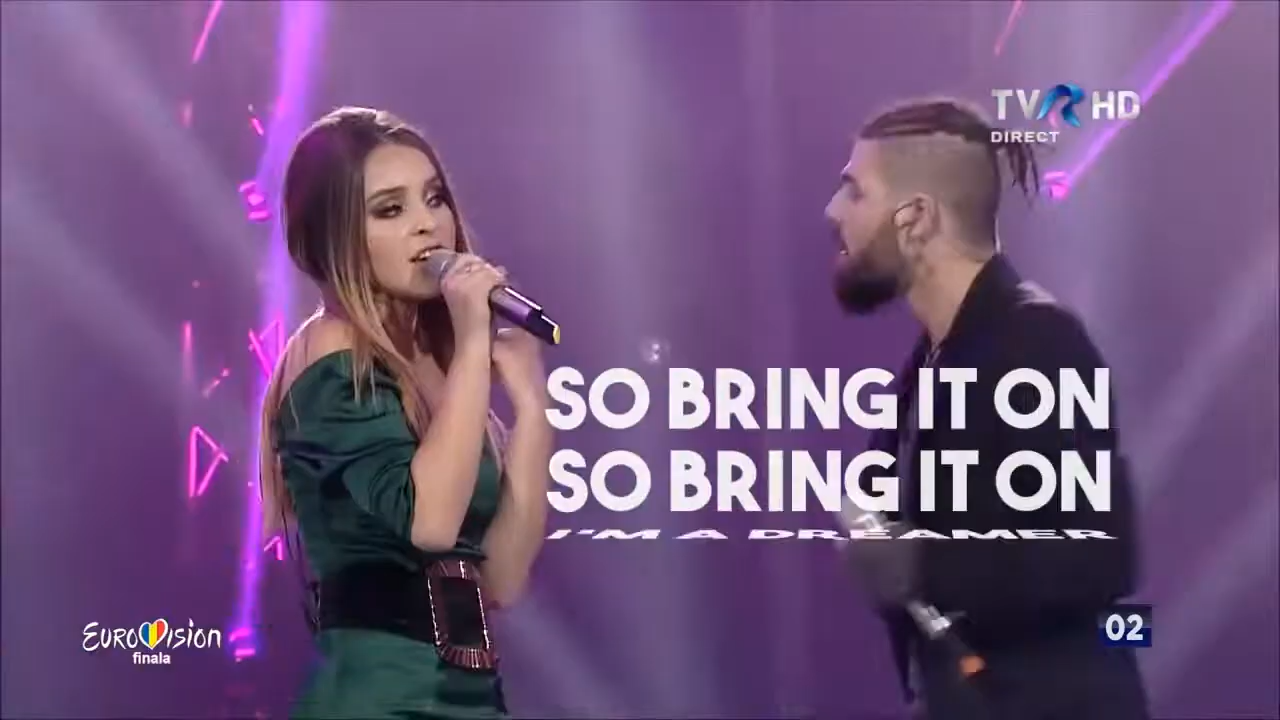 TVR HD
DIRECT
SO BRING IT ON
SO BRING IT ON
I'M A DREAMER
EUROVISION
finala
02